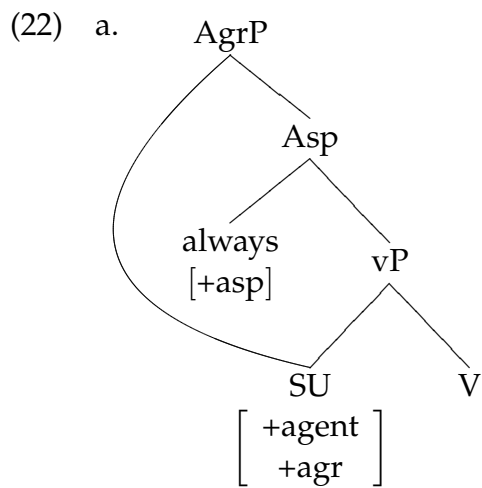 (22) a. AgrP
Asp
always
[+asp]
vP
SU V
[ +agent
+agr ]